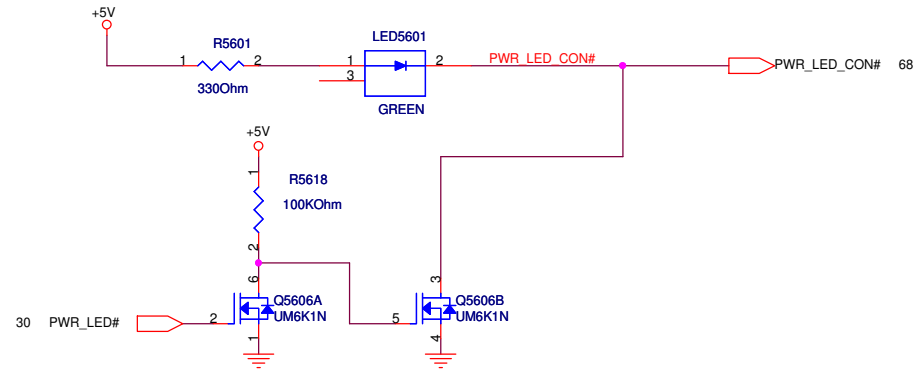 +5V
R5601
1
2
330Ohm
LED5601
1
2
3
GREEN
PWR_LED_CON#
PWR_LED_CON# 68
+5V
1
R5618
100KOhm
2
6
Q5606A
UM6K1N
30 PWR_LED#
2
1
3
Q5606B
UM6K1N
5
4